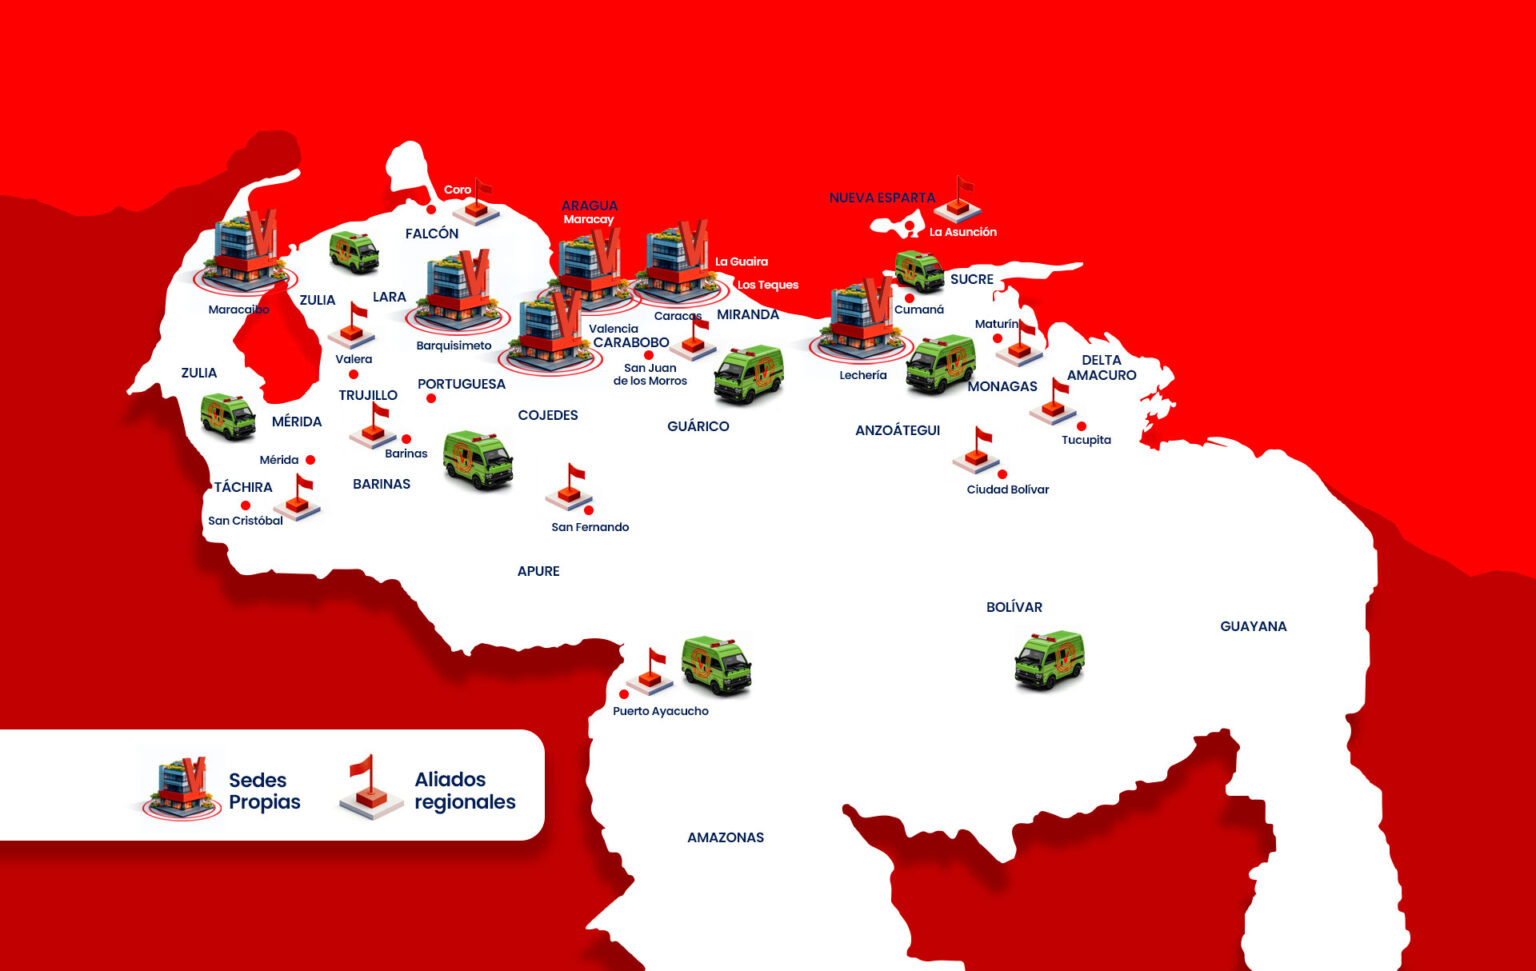 Coro
NUEVA ESPARTA
ARAGUA
Maracay
FALCÓN
La Asunción
La Guaira
SUCRE
Los Teques
ZULIA
LARA
Maracaibo
Cumaná
Caracas
MIRANDA
Maturín
Valencia
CARABOBO
Barquisimeto
Valera
San Juan
de los Morros
DELTA
AMACURO
ZULIA
Lechería
PORTUGUESA
MONAGAS
TRUJILLO
COJEDES
MÉRIDA
GUÁRICO
ANZOÁTEGUI
Tucupita
Barinas
Mérida
BARINAS
TÁCHIRA
Ciudad Bolívar
San Cristóbal
San Fernando
APURE
BOLÍVAR
GUAYANA
Puerto Ayacucho
AMAZONAS
Sedes
Propias
Aliados
regionales